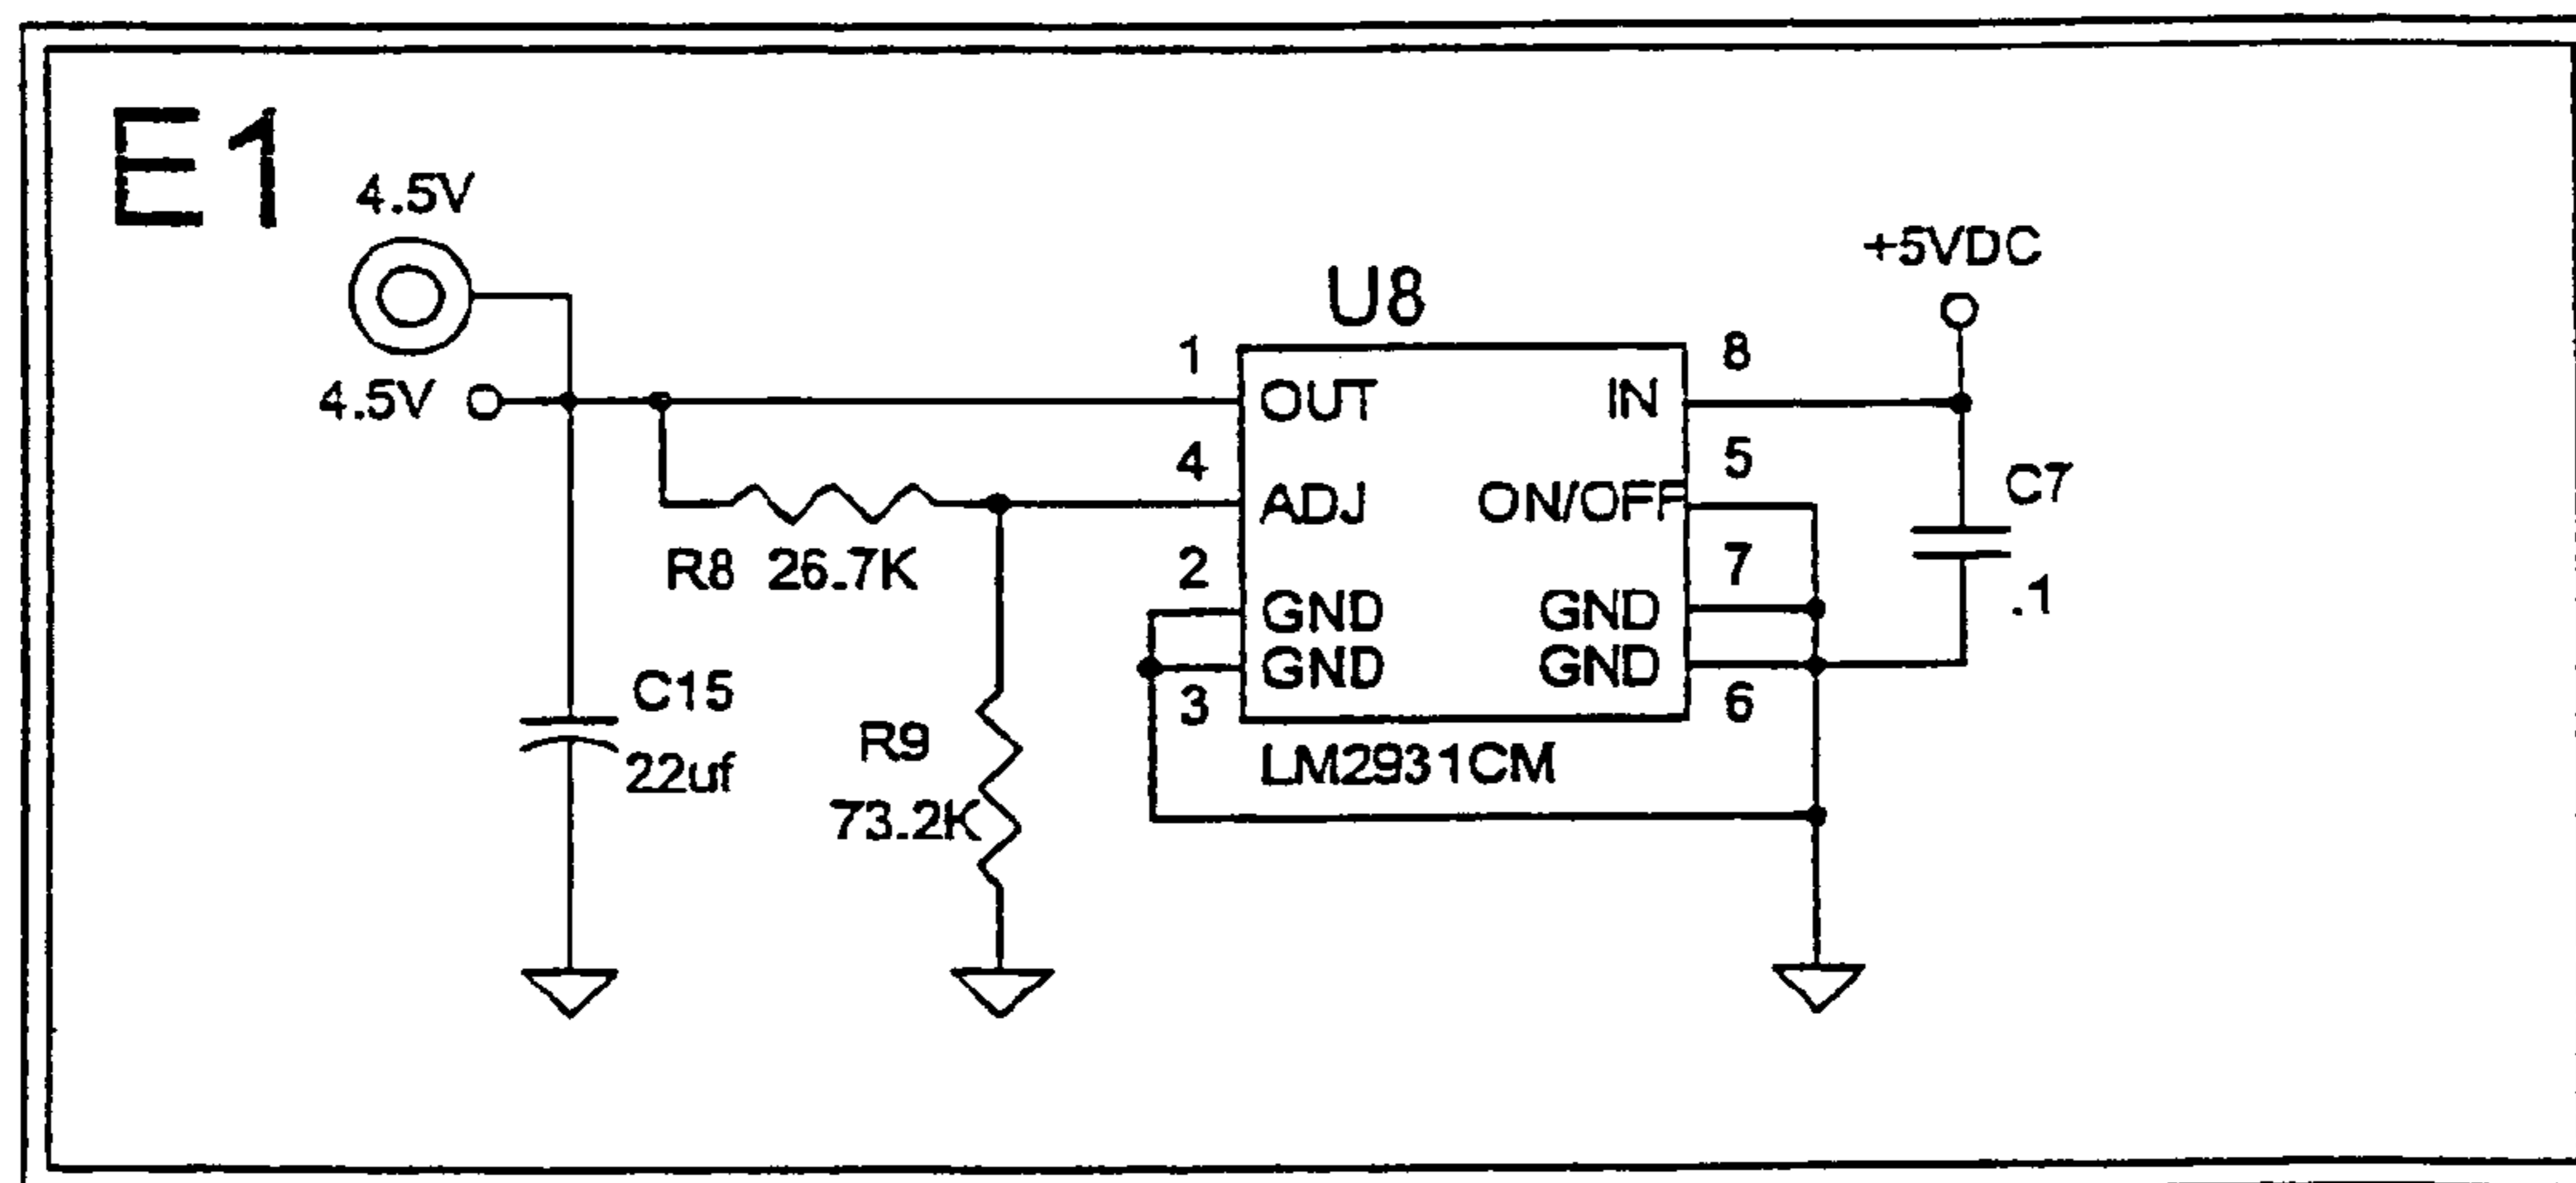 E1
4.5V
4.5V
U8
+5VDC
1
OUT
IN
8
4
ADJ
ON/OFF
5
R8 26.7K
2
GND
GND
7
3
GND
GND
6
C7
.1
C15
22uf
R9
73.2K
LM2931CM